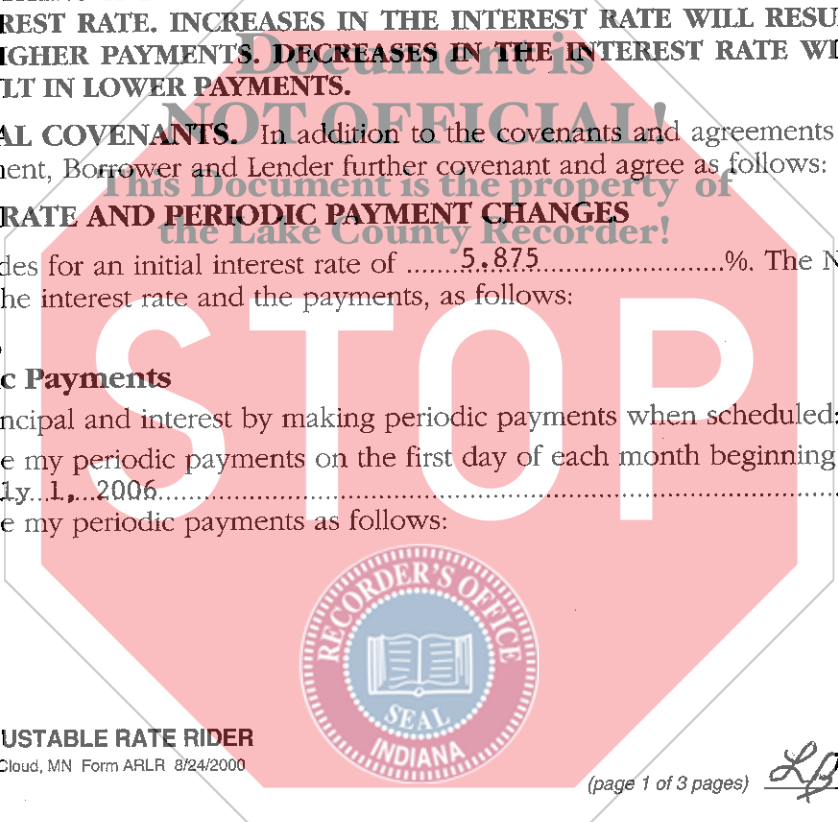 REST RATE. INCREASES IN THE INTEREST RATE WILL RESU
IGHER PAYMENTS. DECREASES IN THE INTEREST RATE WI
LT IN LOWER PAYMENTS.
Document is
NOT OFFICIAL!
This Document is the property of
the Lake County Recorder!
AL COVENANTS. In addition to the covenants and agreements
nent, Borrower and Lender further covenant and agree as follows:
RATE AND PERIODIC PAYMENT CHANGES
des for an initial interest rate of .......5.875..............................%. The N
he interest rate and the payments, as follows:
STOP
c Payments
ncipal and interest by making periodic payments when scheduled:
e my periodic payments on the first day of each month beginning
ly 1, 2006
e my periodic payments as follows:
RECORDER'S OFFICE
SEAL
INDIANA
USTABLE RATE RIDER
Cloud, MN Form ARLR 8/24/2000
(page 1 of 3 pages)